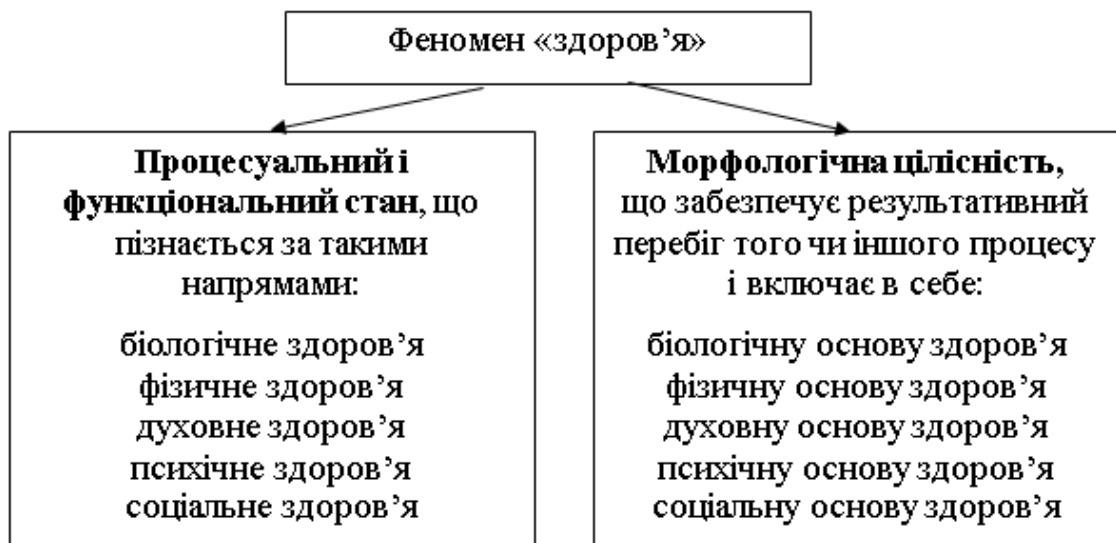 Феномен «здоров’я»
Процесуальний і
функціональний стан, що
пізнається за такими
напрямами:
біологічне здоров’я
фізичне здоров’я
духовне здоров’я
психічне здоров’я
соціальне здоров’я
Морфологічна цілісність,
що забезпечує результативний
перебіг того чи іншого процесу
і включає в себе:
біологічну основу здоров’я
фізичну основу здоров’я
духовну основу здоров’я
психічну основу здоров’я
соціальну основу здоров’я